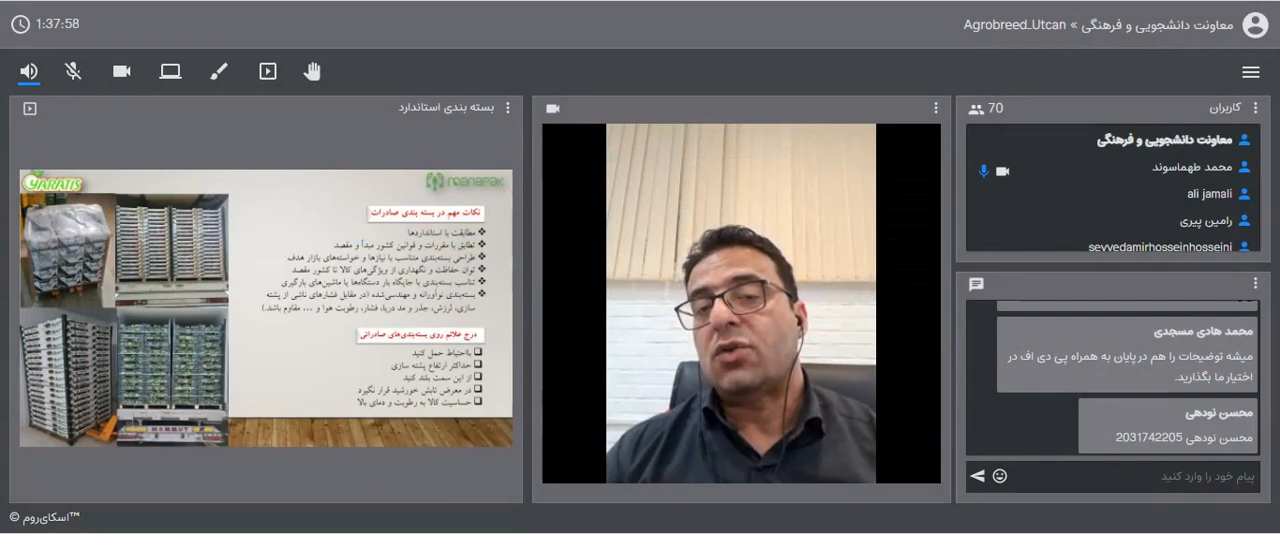 1:37:58
معاونت دانشجویی و فرهنگی » Agrobreed_Utcan
بسته بندی استاندارد
YARATIS
manapak
نکات مهم در بسته بندی صادرات
مطابقت با استانداردها
تطابق با مقررات و قوانین کشور مبدأ و مقصد
طراحی بسته‌بندی متناسب با نیازها و خواسته‌های بازار هدف
توان حفاظت و نگهداری از ویژگی‌های کالا تا کشور مقصد
تناسب بسته‌بندی با جایگاه بار دستگاه‌ها یا ماشین‌های بارگیری
بسته‌بندی نوآورانه و مهندسی‌شده (در مقابل فشارهای ناشی از پشته
سازی، لرزش، جذر و مد دریا، فشار، رطوبت هوا و ... مقاوم باشد.)
درج علائم روی بسته‌بندی‌های صادراتی
بااحتیاط حمل کنید
حداکثر ارتفاع پشته سازی
از این سمت بلند کنید
در معرض تابش خورشید قرار نگیرد
حساسیت کالا به رطوبت و دمای بالا
کاربران
70
معاونت دانشجویی و فرهنگی
محمد طهماسوند
ali jamali
رامین پیری
seyyedamirhosseinhosseini
محمد هادی مسجدی
میشه توضیحات را هم درپایان به همراه پی دی اف در
اختیار ما بگذارید.
محسن نودهی
محسن نودهی 2031742205
پیام خود را وارد کنید
© اسکای‌روم™